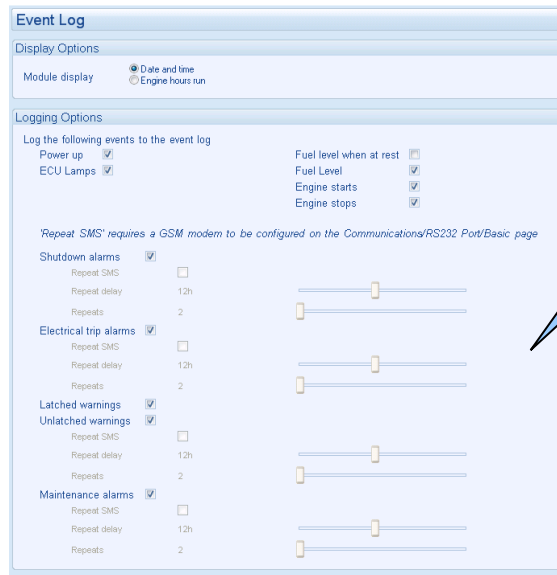 Event Log
Display Options
Module display
Date and time
Engine hours run
Logging Options
Log the following events to the event log
Power up
Fuel level when at rest
ECU Lamps
Fuel Level
Engine starts
Engine stops
'Repeat SMS' requires a GSM modem to be configured on the Communications/RS232 Port/Basic page
Shutdown alarms
Repeat SMS
Repeat delay 12h
Repeats 2
Electrical trip alarms
Repeat SMS
Repeat delay 12h
Repeats 2
Latched warnings
Unlatched warnings
Repeat SMS
Repeat delay 12h
Repeats 2
Maintenance alarms
Repeat SMS
Repeat delay 12h
Repeats 2